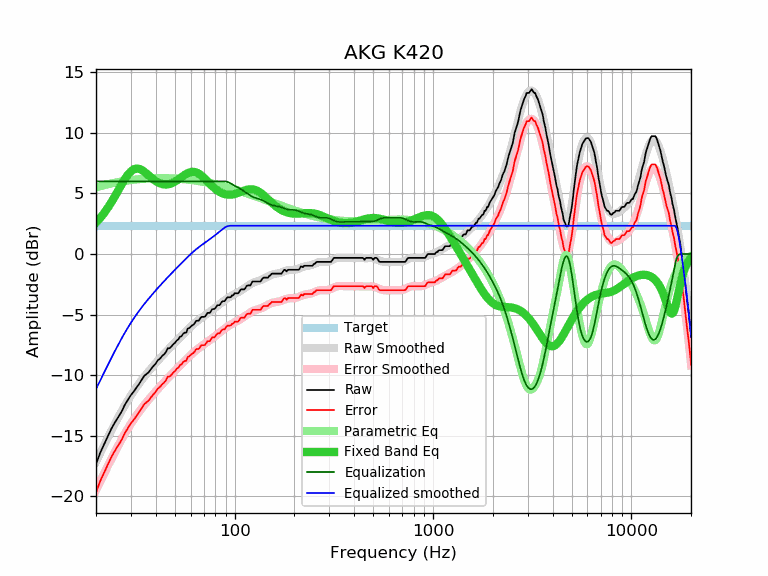 AKG K420
15
10
5
0
−5
−10
−15
−20
Amplitude (dBr)
Target
Raw Smoothed
Error Smoothed
Raw
Error
Parametric Eq
Fixed Band Eq
Equalization
Equalized smoothed
100
1000
10000
Frequency (Hz)